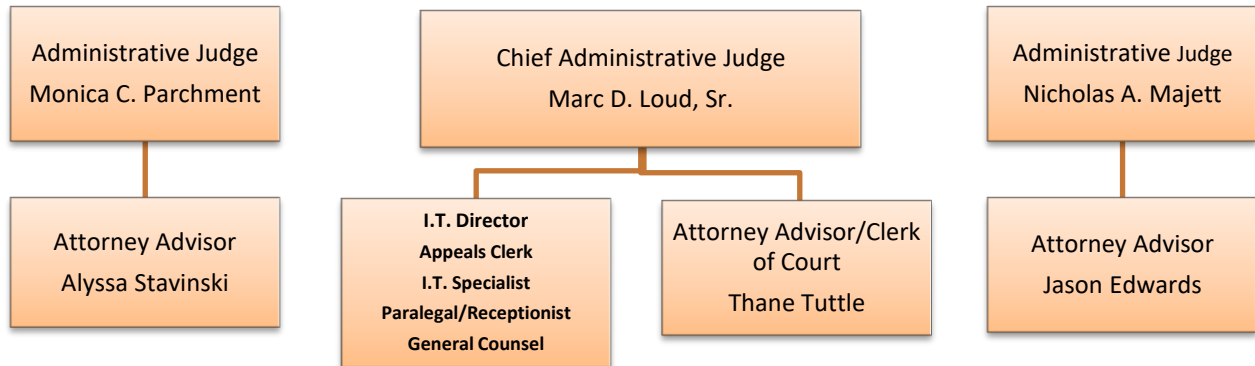 Administrative Judge
Monica C. Parchment
Chief Administrative Judge
Marc D. Loud, Sr.
Administrative Judge
Nicholas A. Majett
Attorney Advisor
Alyssa Stavinski
I.T. Director
Appeals Clerk
I.T. Specialist
Paralegal/Receptionist
General Counsel
Attorney Advisor/Clerk
of Court
Thane Tuttle
Attorney Advisor
Jason Edwards